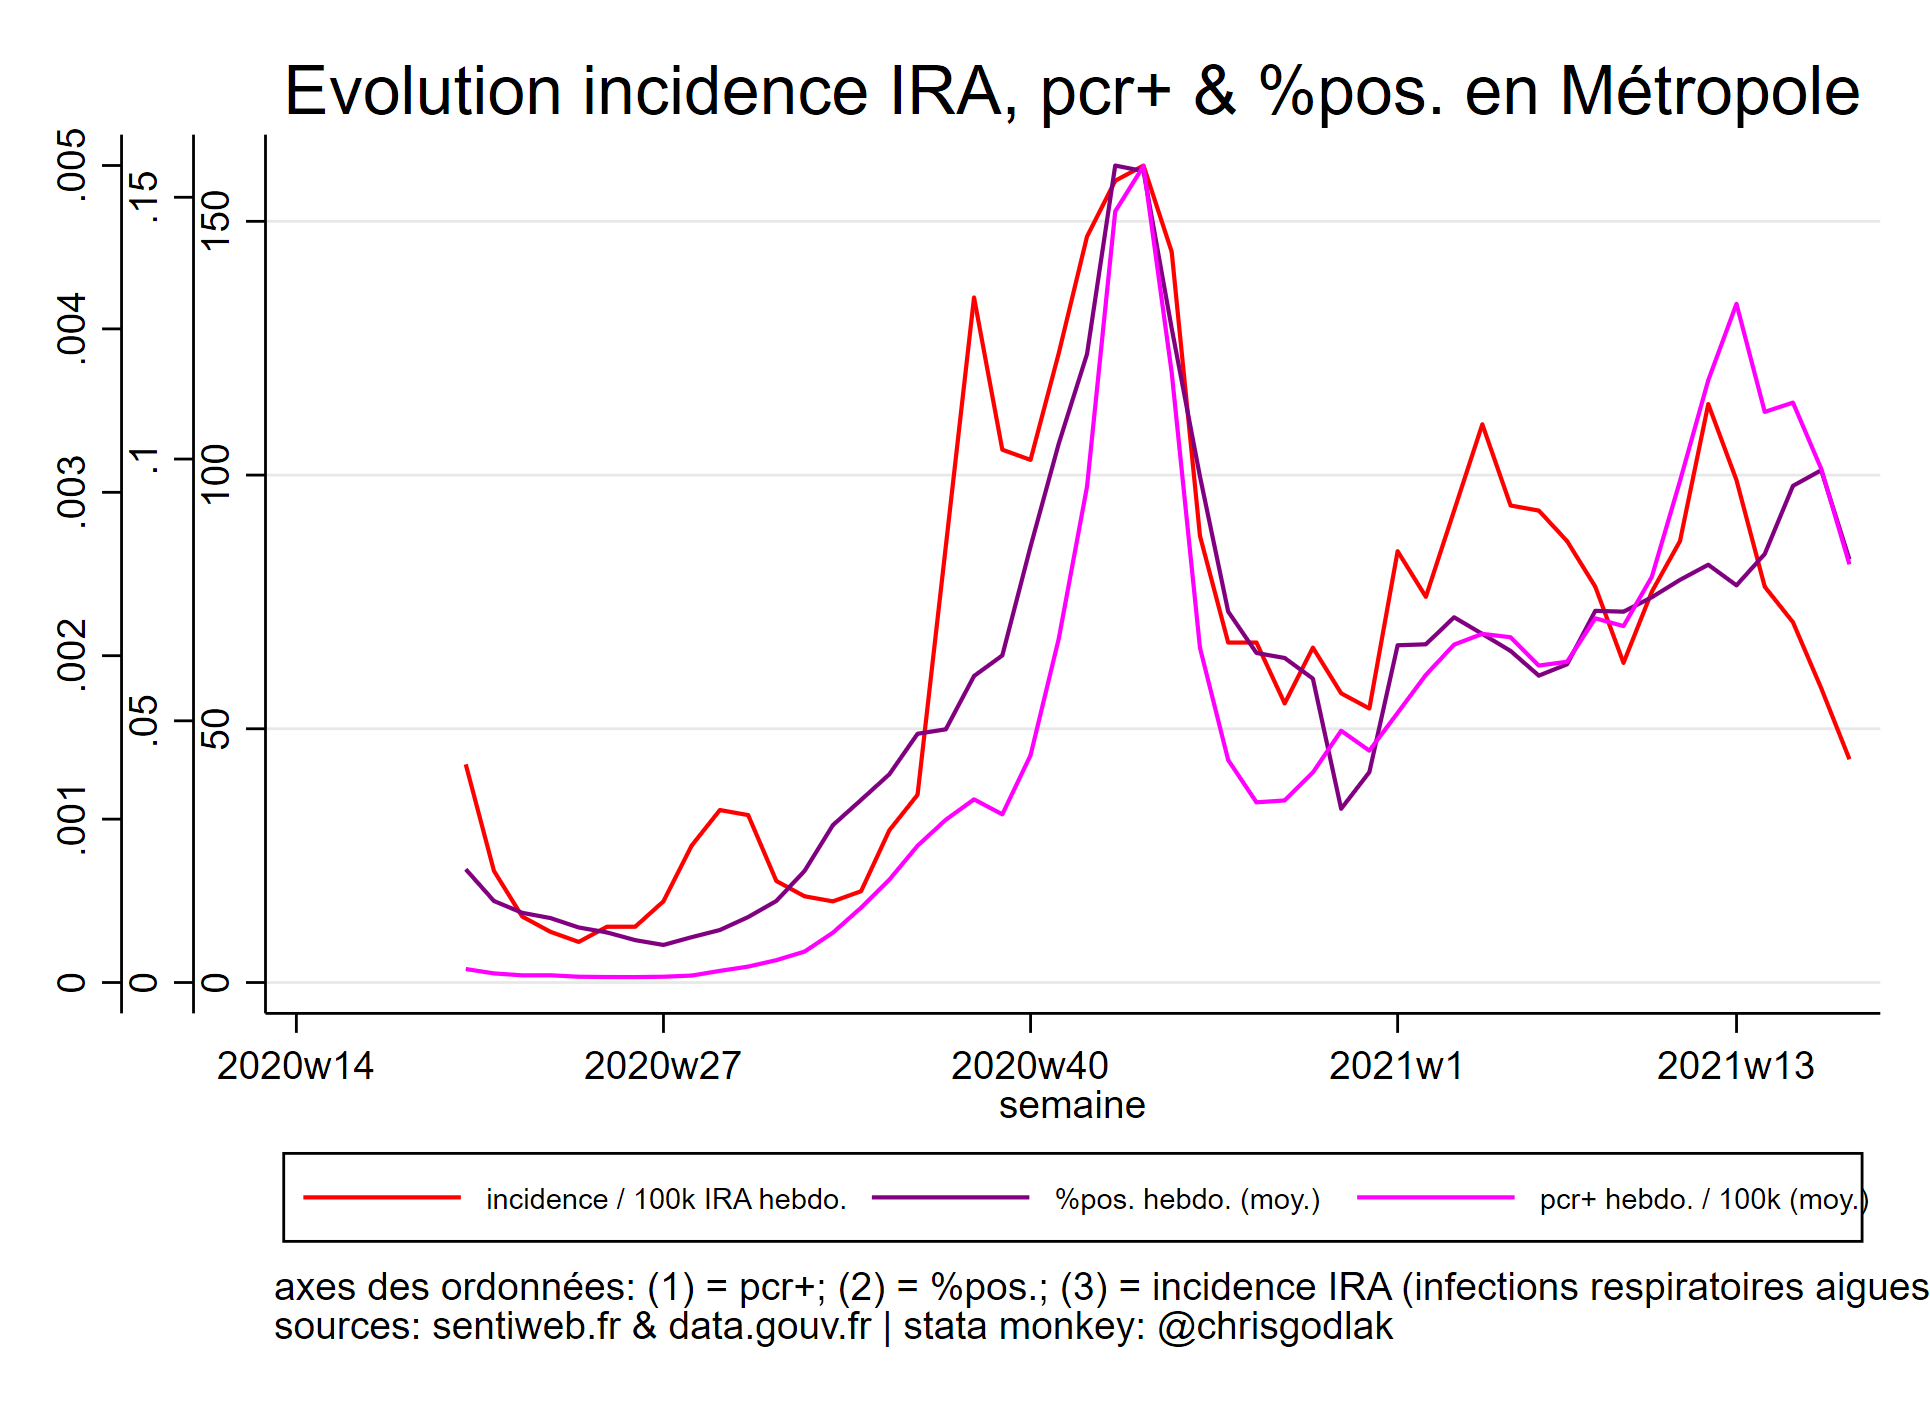 Evolution incidence IRA, pcr+ & %pos. en Métropole
.005
.004
.003
.002
.001
0
.15
.1
.05
0
150
100
50
0
2020w14 2020w27 2020w40 2021w1 2021w13
semaine
incidence / 100k IRA hebdo. %pos. hebdo. (moy.) pcr+ hebdo. / 100k (moy.)
axes des ordonnées: (1) = pcr+; (2) = %pos.; (3) = incidence IRA (infections respiratoires aigues
sources: sentiweb.fr & data.gouv.fr | stata monkey: @chrisgodlak